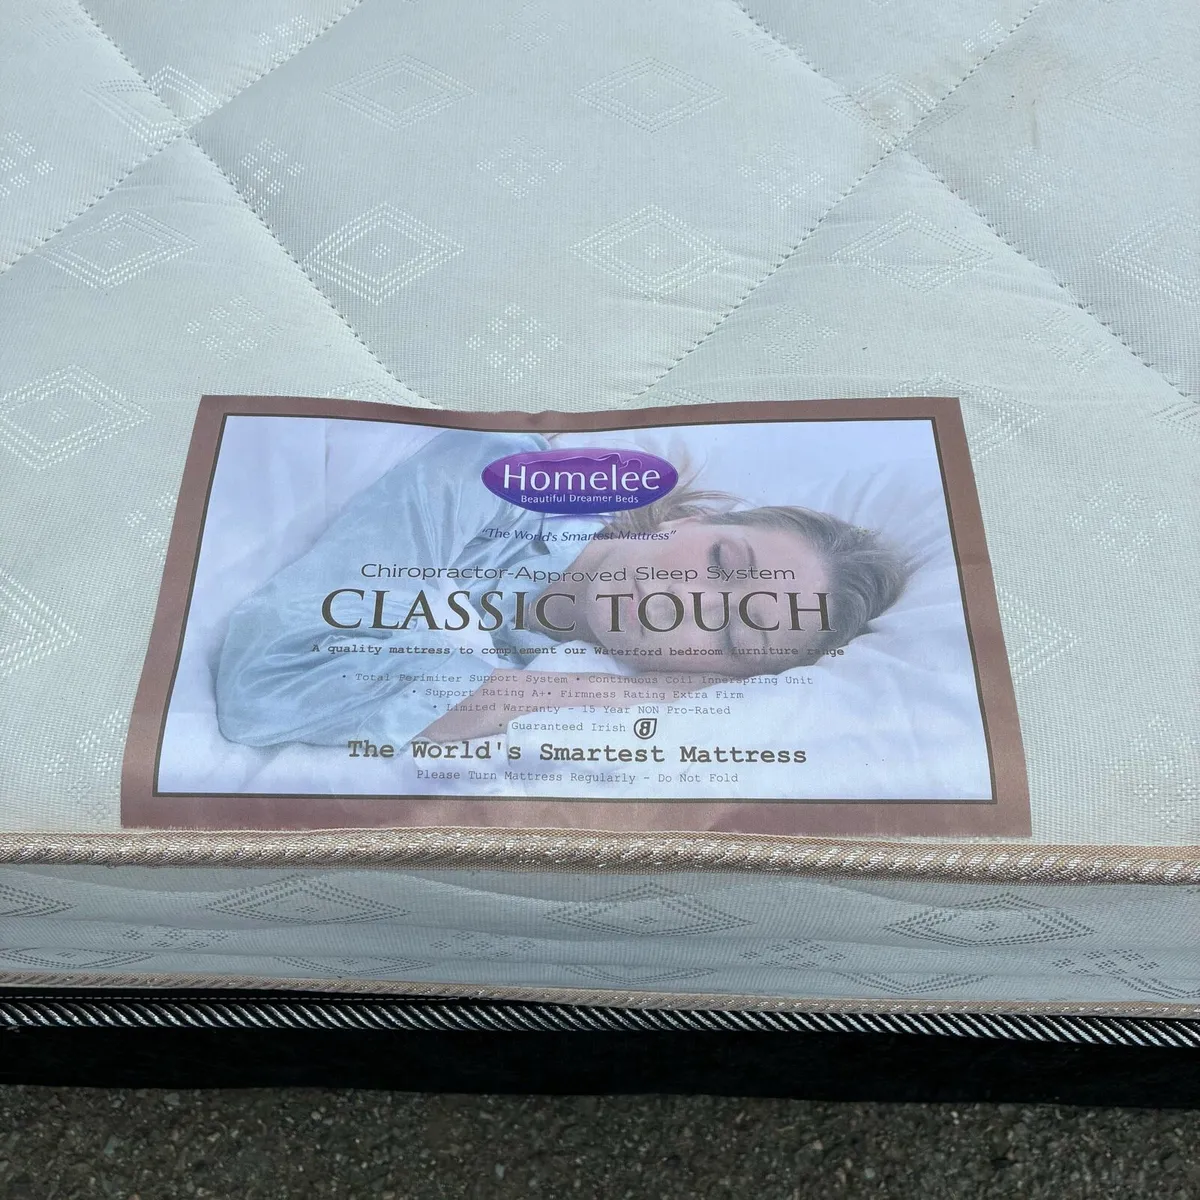 Homelee
Beautiful Dreamer Beds
"The World's Smartest Mattress"
Chiropractor-Approved Sleep System
CLASSIC TOUCH
A quality mattress to complement our Waterford bedroom furniture range
• Total Perimiter Support System • Continuous Coil Innerspring Unit
• Support Rating A+• Firmness Rating Extra Firm
• Limited Warranty - 15 Year NON Pro-Rated
• Guaranteed Irish
The World's Smartest Mattress
Please Turn Mattress Regularly - Do Not Fold